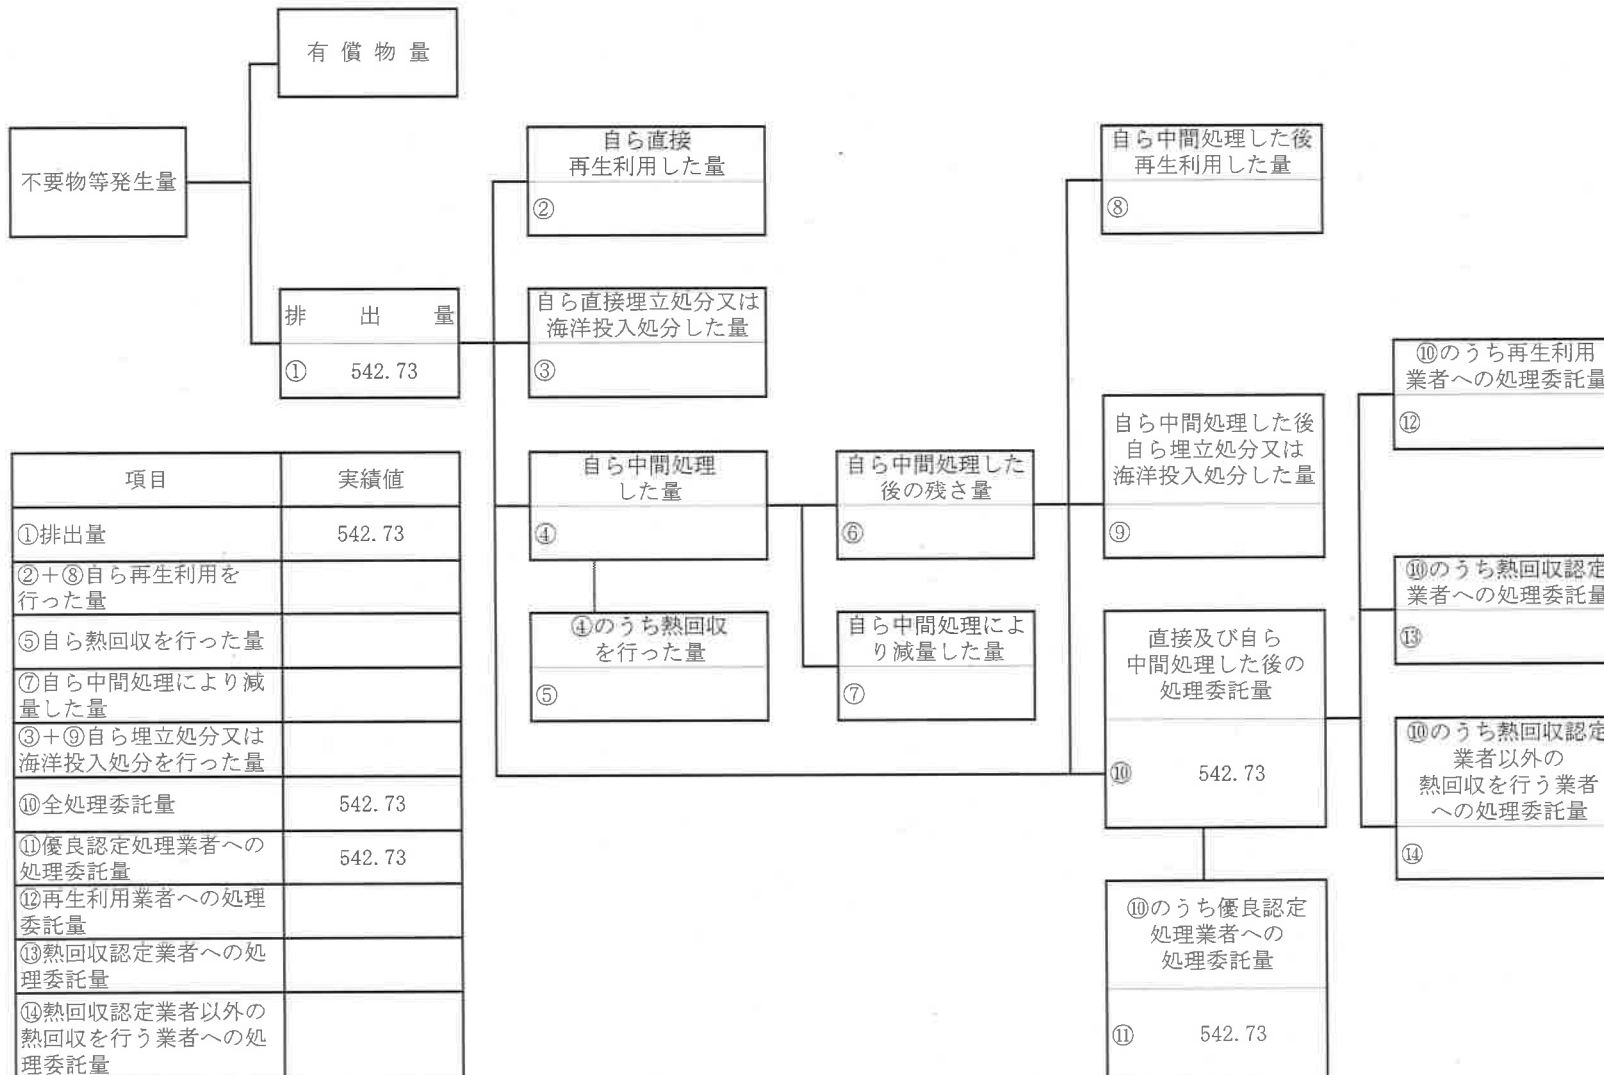 有償物量
不要物等発生量
排出量
① 542.73
自ら直接
再生利用した量
②
自ら直接埋立処分又は
海洋投入処分した量
③
自ら中間処理
した量
④
④のうち熱回収
を行った量
⑤
自ら中間処理した
後の残さ量
⑥
自ら中間処理によ
り減量した量
⑦
自ら中間処理した後
再生利用した量
⑧
自ら中間処理した後
自ら埋立処分又は
海洋投入処分した量
⑨
直接及び自ら
中間処理した後の
処理委託量
⑩ 542.73
⑩のうち優良認定
処理業者への
処理委託量
⑪ 542.73
⑩のうち再生利用
業者への処理委託量
⑫
⑩のうち熱回収認定
業者への処理委託量
⑬
⑩のうち熱回収認定
業者以外の
熱回収を行う業者
への処理委託量
⑭
項目 実績値
①排出量 542.73
②+⑧自ら再生利用を
行った量
⑤自ら熱回収を行った量
⑦自ら中間処理により減
量した量
③+⑨自ら埋立処分又は
海洋投入処分を行った量
⑩全処理委託量 542.73
⑪優良認定処理業者への
処理委託量 542.73
⑫再生利用業者への処理
委託量
⑬熱回収認定業者への処
理委託量
⑭熱回収認定業者以外の
熱回収を行う業者への処
理委託量